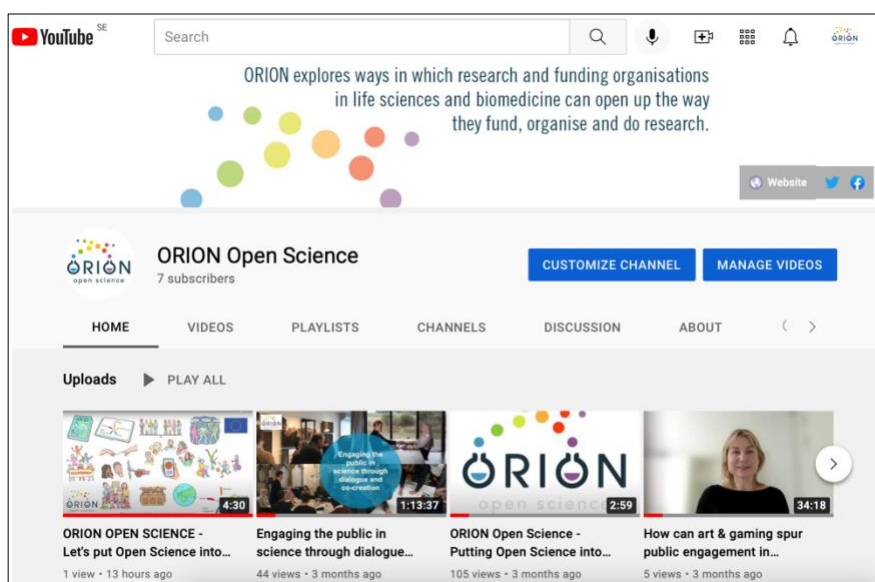 YouTube SE
Search
ORIÓN
ORION explores ways in which research and funding organisations
in life sciences and biomedicine can open up the way
they fund, organise and do research.
Website
ORION
open science
ORION Open Science
7 subscribers
CUSTOMIZE CHANNEL
MANAGE VIDEOS
HOME
VIDEOS
PLAYLISTS
CHANNELS
DISCUSSION
ABOUT
Uploads
PLAY ALL
ORION
4:30
Engaging the
public in
science through
dialogue and
co-creation
1:13:37
ORION
open science
2:59
34:18
ORION OPEN SCIENCE -
Let's put Open Science into...
1 view • 13 hours ago
Engaging the public in
science through dialogue...
44 views • 3 months ago
ORION Open Science -
Putting Open Science into...
105 views • 3 months ago
How can art & gaming spur
public engagement in...
5 views • 3 months ago